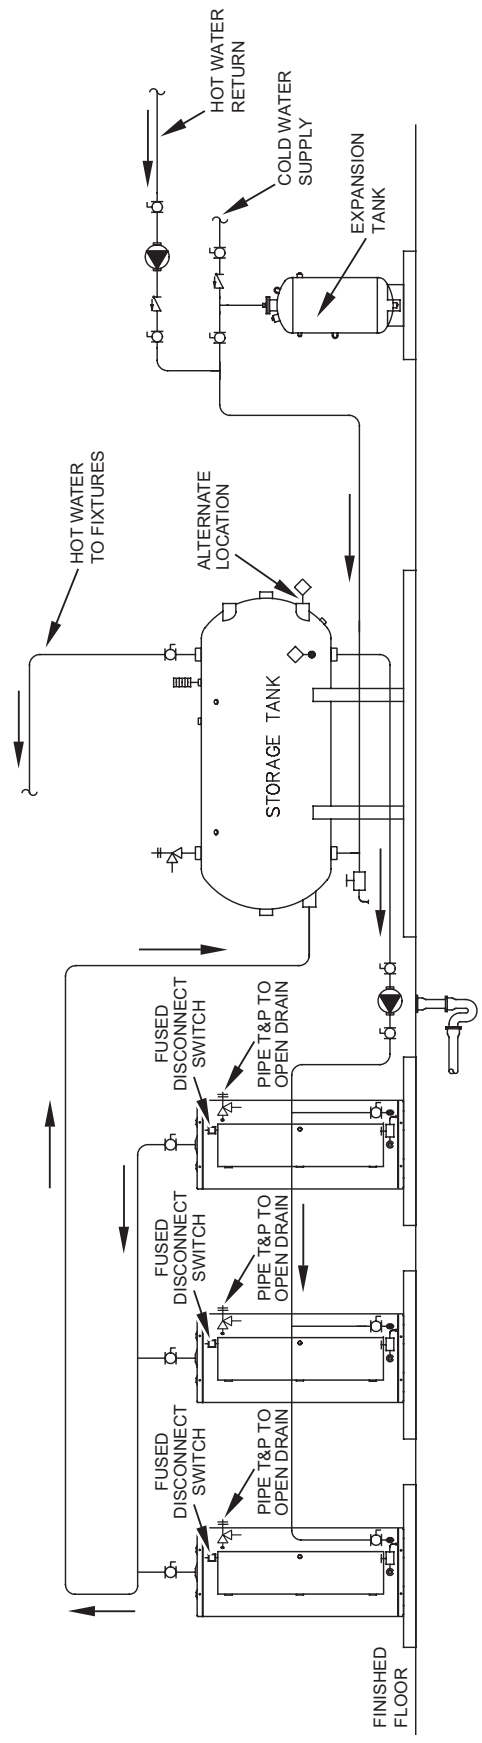 FINISHED
FLOOR
FUSED
DISCONNECT
SWITCH
PIPE T&P TO
OPEN DRAIN
FUSED
DISCONNECT
SWITCH
PIPE T&P TO
OPEN DRAIN
FUSED
DISCONNECT
SWITCH
PIPE T&P TO
OPEN DRAIN
STORAGE TANK
HOT WATER
TO FIXTURES
ALTERNATE
LOCATION
HOT WATER
RETURN
COLD WATER
SUPPLY
EXPANSION
TANK